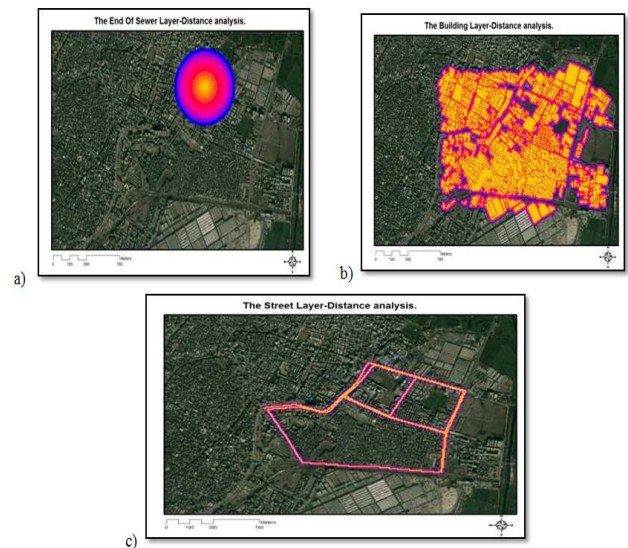 The End Of Sewer Layer-Distance analysis.
Meters
a)
The Building Layer-Distance analysis.
Meters
b)
The Street Layer-Distance analysis.
Meters
c)